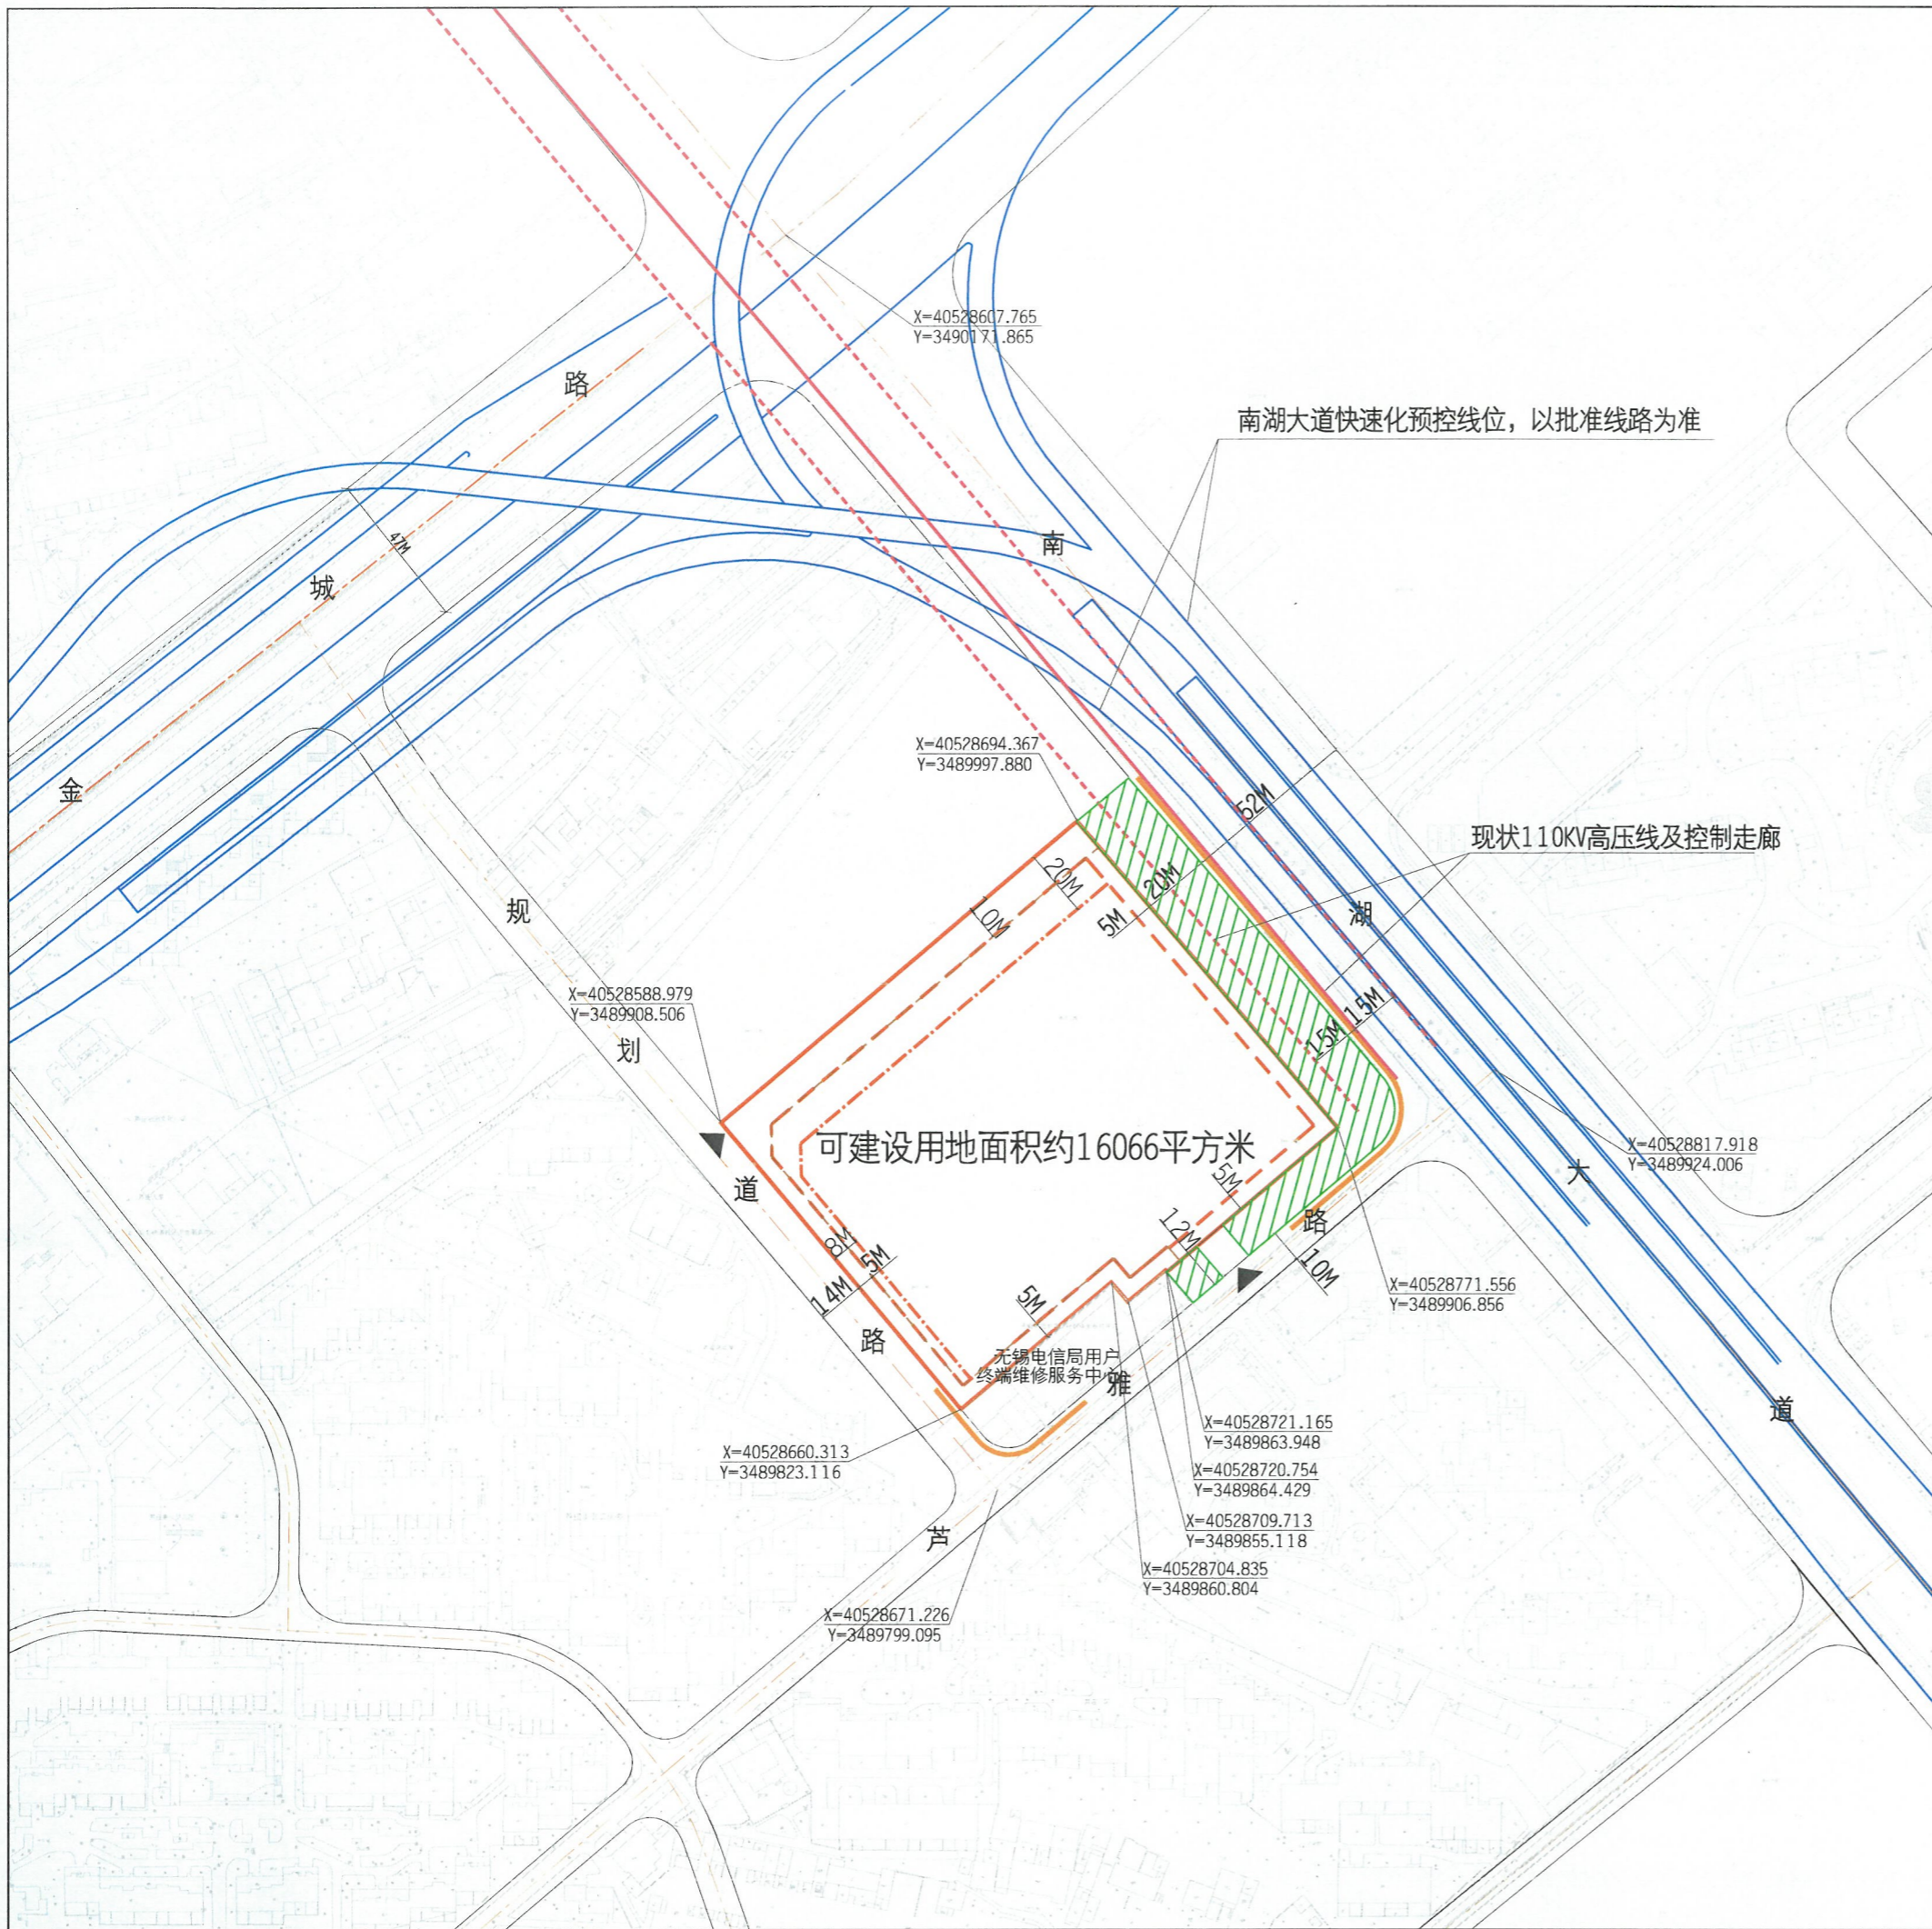 X=40528607.765
Y=3490171.865
路
南湖大道快速化预控线位，以批准线路为准
47M
南
城
X=40528694.367
Y=3489997.880
金
52M
现状110KV高压线及控制走廊
20M
20M
10M
5M
规
湖
X=40528588.979
Y=3489908.506
15M
15M
划
可建设用地面积约16066平方米
X=40528817.918
Y=3489924.006
大
道
5M
12M
路
8M
5M
14M
10M
X=40528771.556
Y=3489906.856
5M
路
无锡电信局用户
终端维修服务中心
雅
道
X=40528721.165
Y=3489863.948
X=40528660.313
Y=3489823.116
X=40528720.754
Y=3489864.429
X=40528709.713
Y=3489855.118
芦
X=40528704.835
Y=3489860.804
X=40528671.226
Y=3489799.095